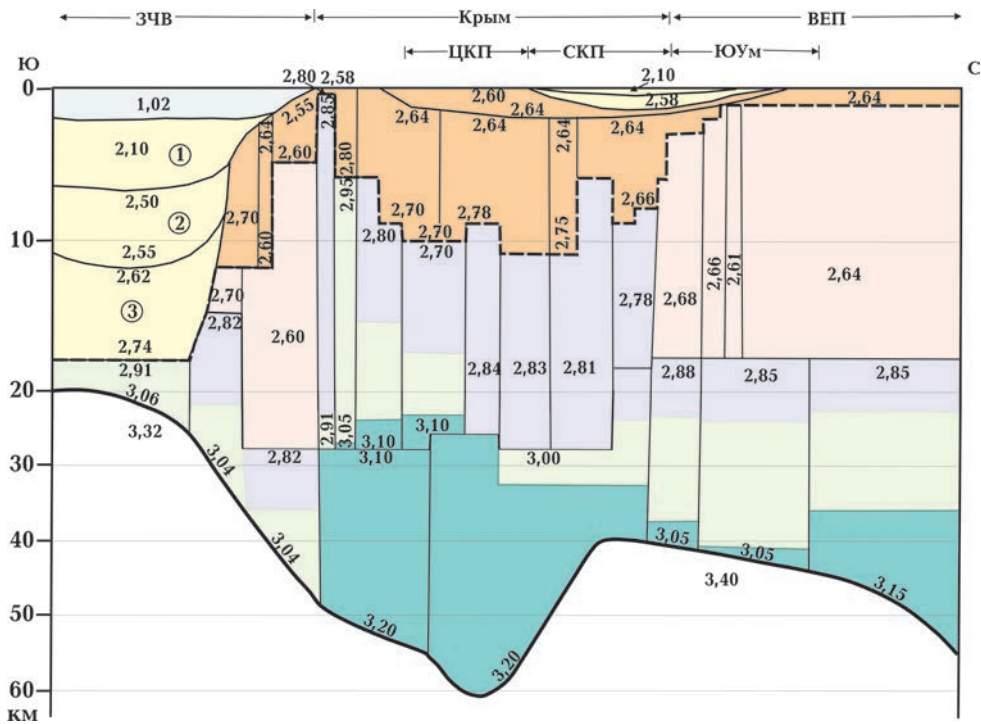 ЗЧВ Крым ВЕП
ЦКП СКП ЮУм
Ю С
2,80 2,58 2,10
0
1,02 2,55 2,85 2,60 2,58 2,64
2,64 2,64 2,64 2,64 2,64 2,64
2,10 ① 2,60 2,80
2,50 2,95 2,66
② 2,70 2,60 2,80 2,70 2,78 2,75
10 2,55 2,70 2,70
2,62 2,70 2,78 2,68 2,66 2,61 2,64
③ 2,82 2,60
2,74 2,84 2,83 2,81
2,91 2,88 2,85 2,85
20 3,06
3,32 2,91 3,05 3,10 3,10
2,82 3,10 3,00
30 3,04
40 3,04 3,05 3,05
3,40 3,15
50 3,20
3,20
60
КМ